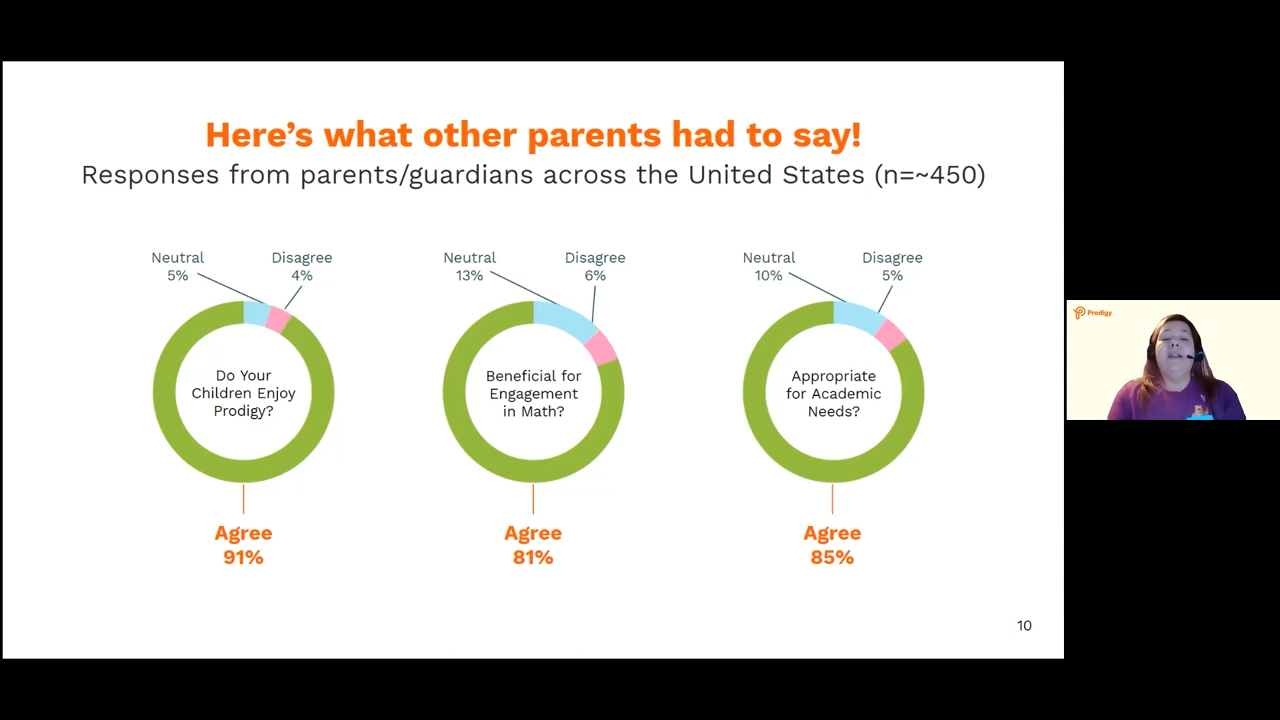 Here's what other parents had to say!
Responses from parents/guardians across the United States (n=~450)
Neutral
5%
Disagree
4%
Do Your
Children Enjoy
Prodigy?
Agree
91%
Neutral
13%
Disagree
6%
Beneficial for
Engagement
in Math?
Agree
81%
Neutral
10%
Disagree
5%
Appropriate
for Academic
Needs?
Agree
85%
10
Prodigy